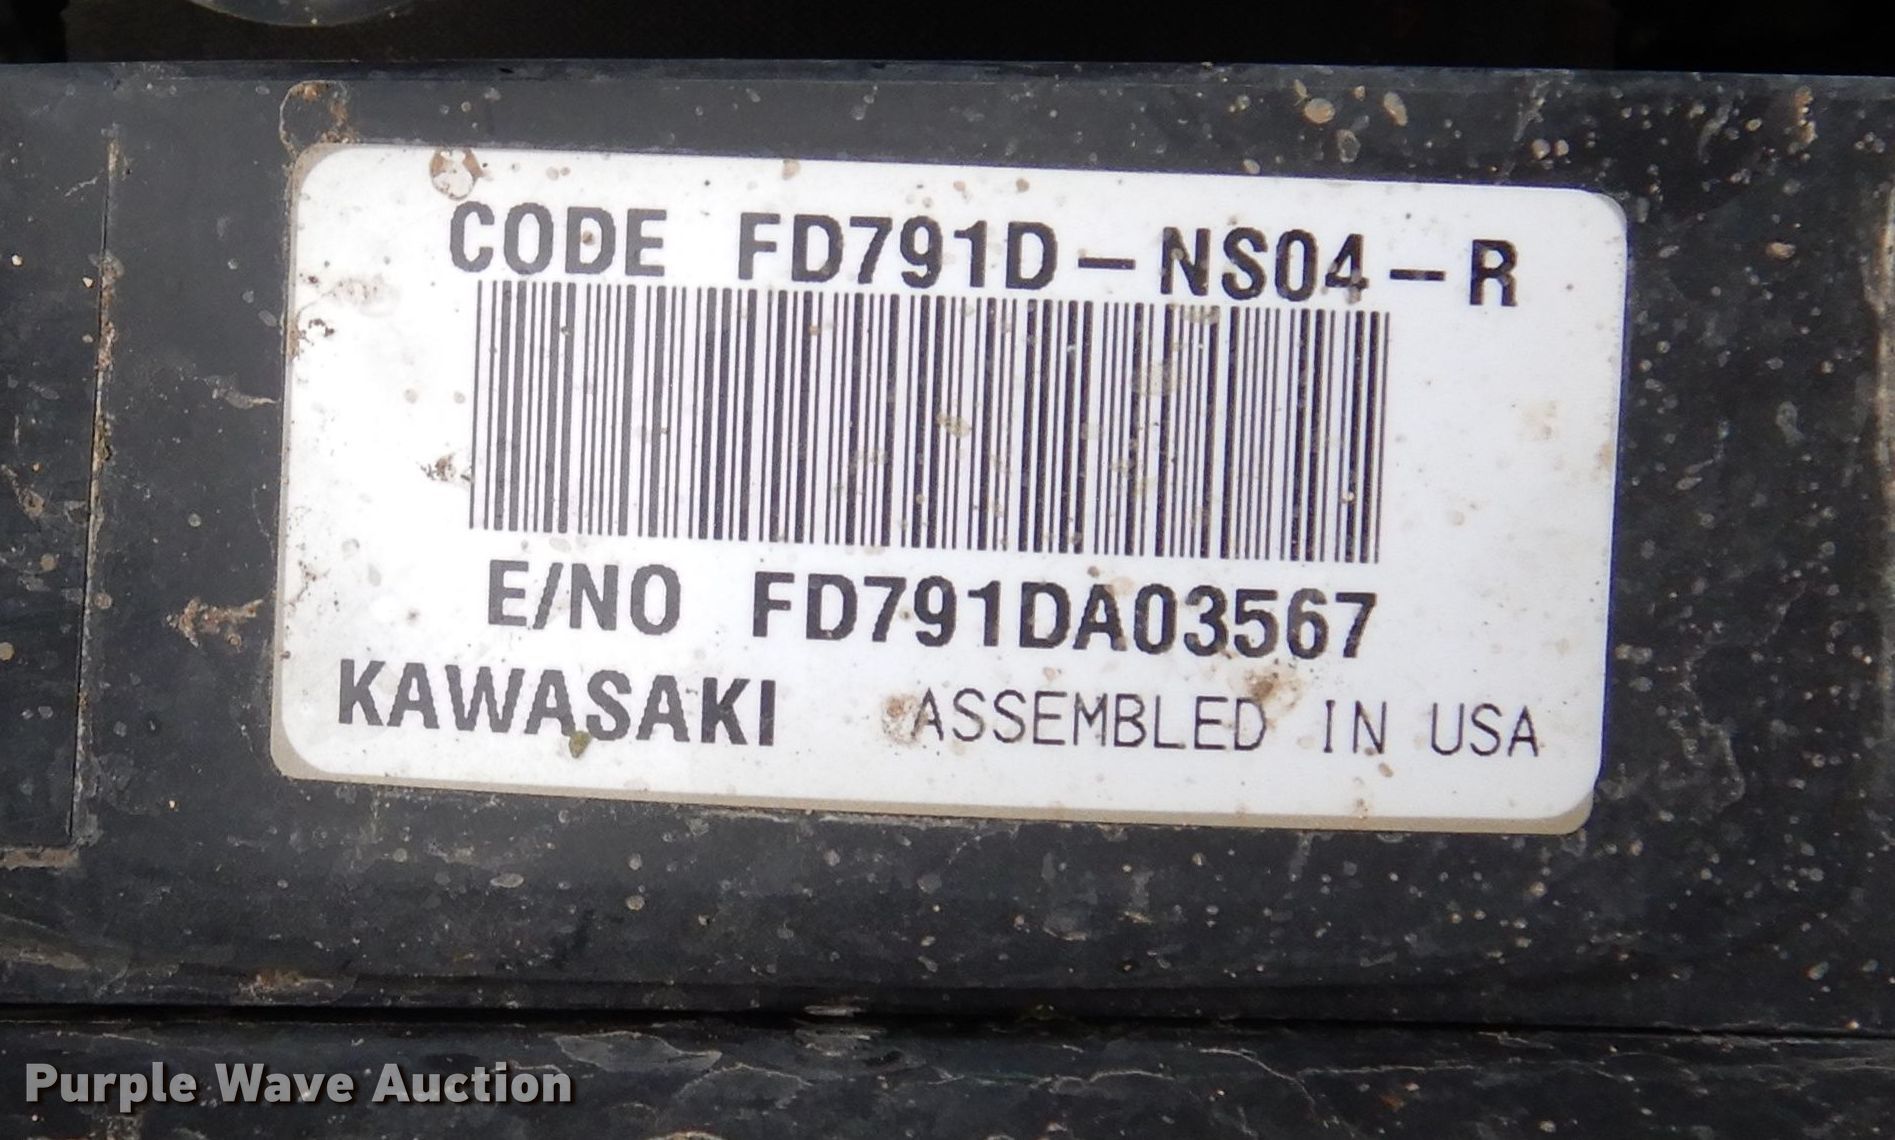 CODE FD791D-NS04-R
E/NO FD791DA03567
KAWASAKI ASSEMBLED IN USA
Purple Wave Auction